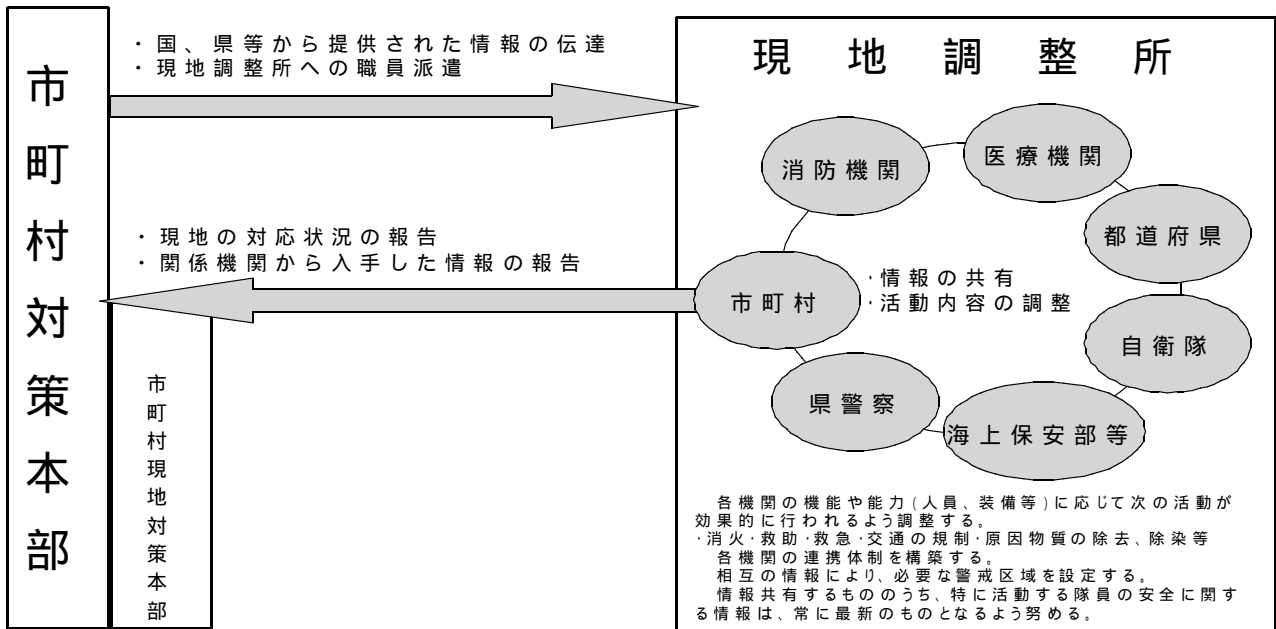 市町村対策本部
・国、県等から提供された情報の伝達
・現地調整所への職員派遣
・現地の対応状況の報告
・関係機関から入手した情報の報告
市町村現地対策本部
現地調整所
消防機関
医療機関
都道府県
市町村
・情報の共有
・活動内容の調整
自衛隊
県警察
海上保安部等
各機関の機能や能力(人員、装備等)に応じて次の活動が
効果的に行われるよう調整する。
・消火・救助・救急・交通の規制・原因物質の除去、除染等
各機関の連携体制を構築する。
相互の情報により、必要な警戒区域を設定する。
情報共有するもののうち、特に活動する隊員の安全に関す
る情報は、常に最新のものとなるよう努める。